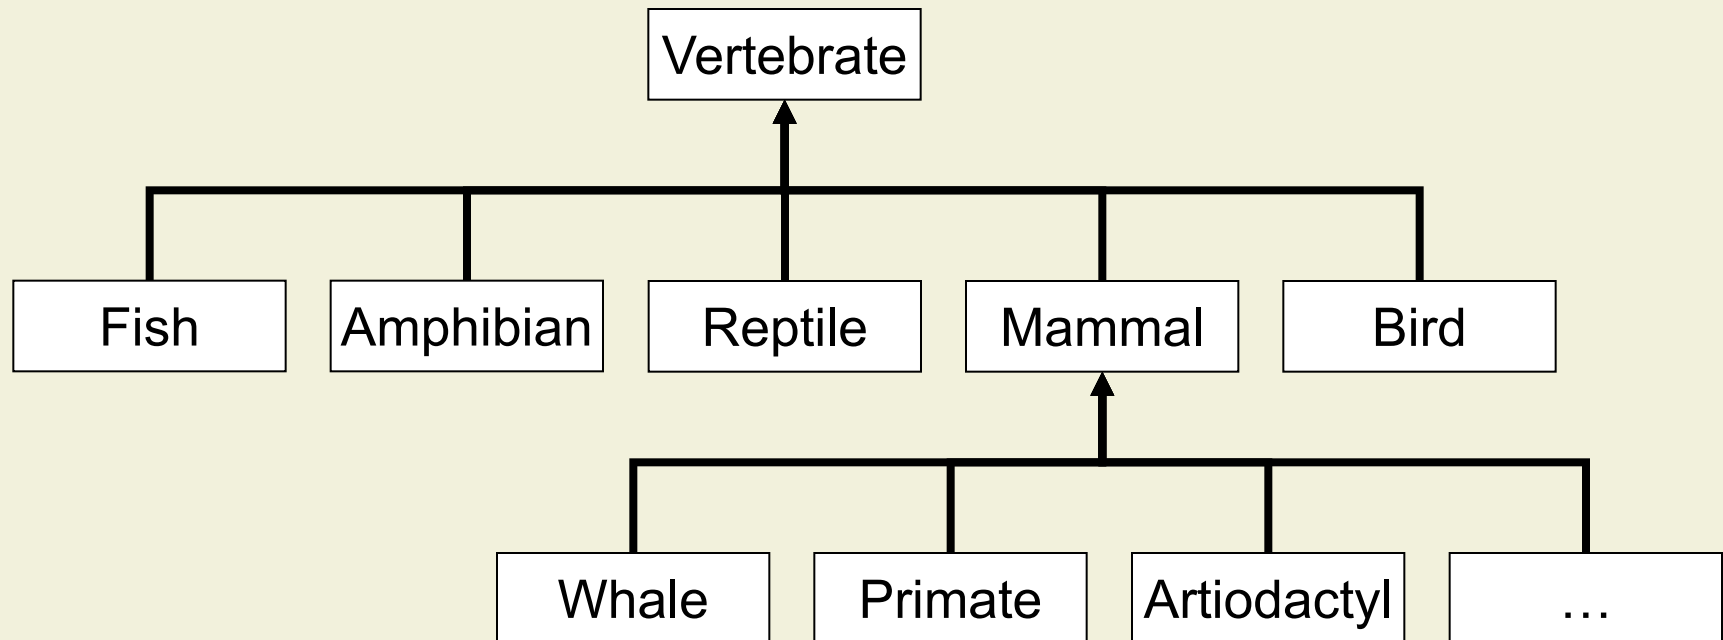 Vertebrate
Fish
Amphibian
Reptile
Mammal
Bird
Whale
Primate
Artiodactyl
…